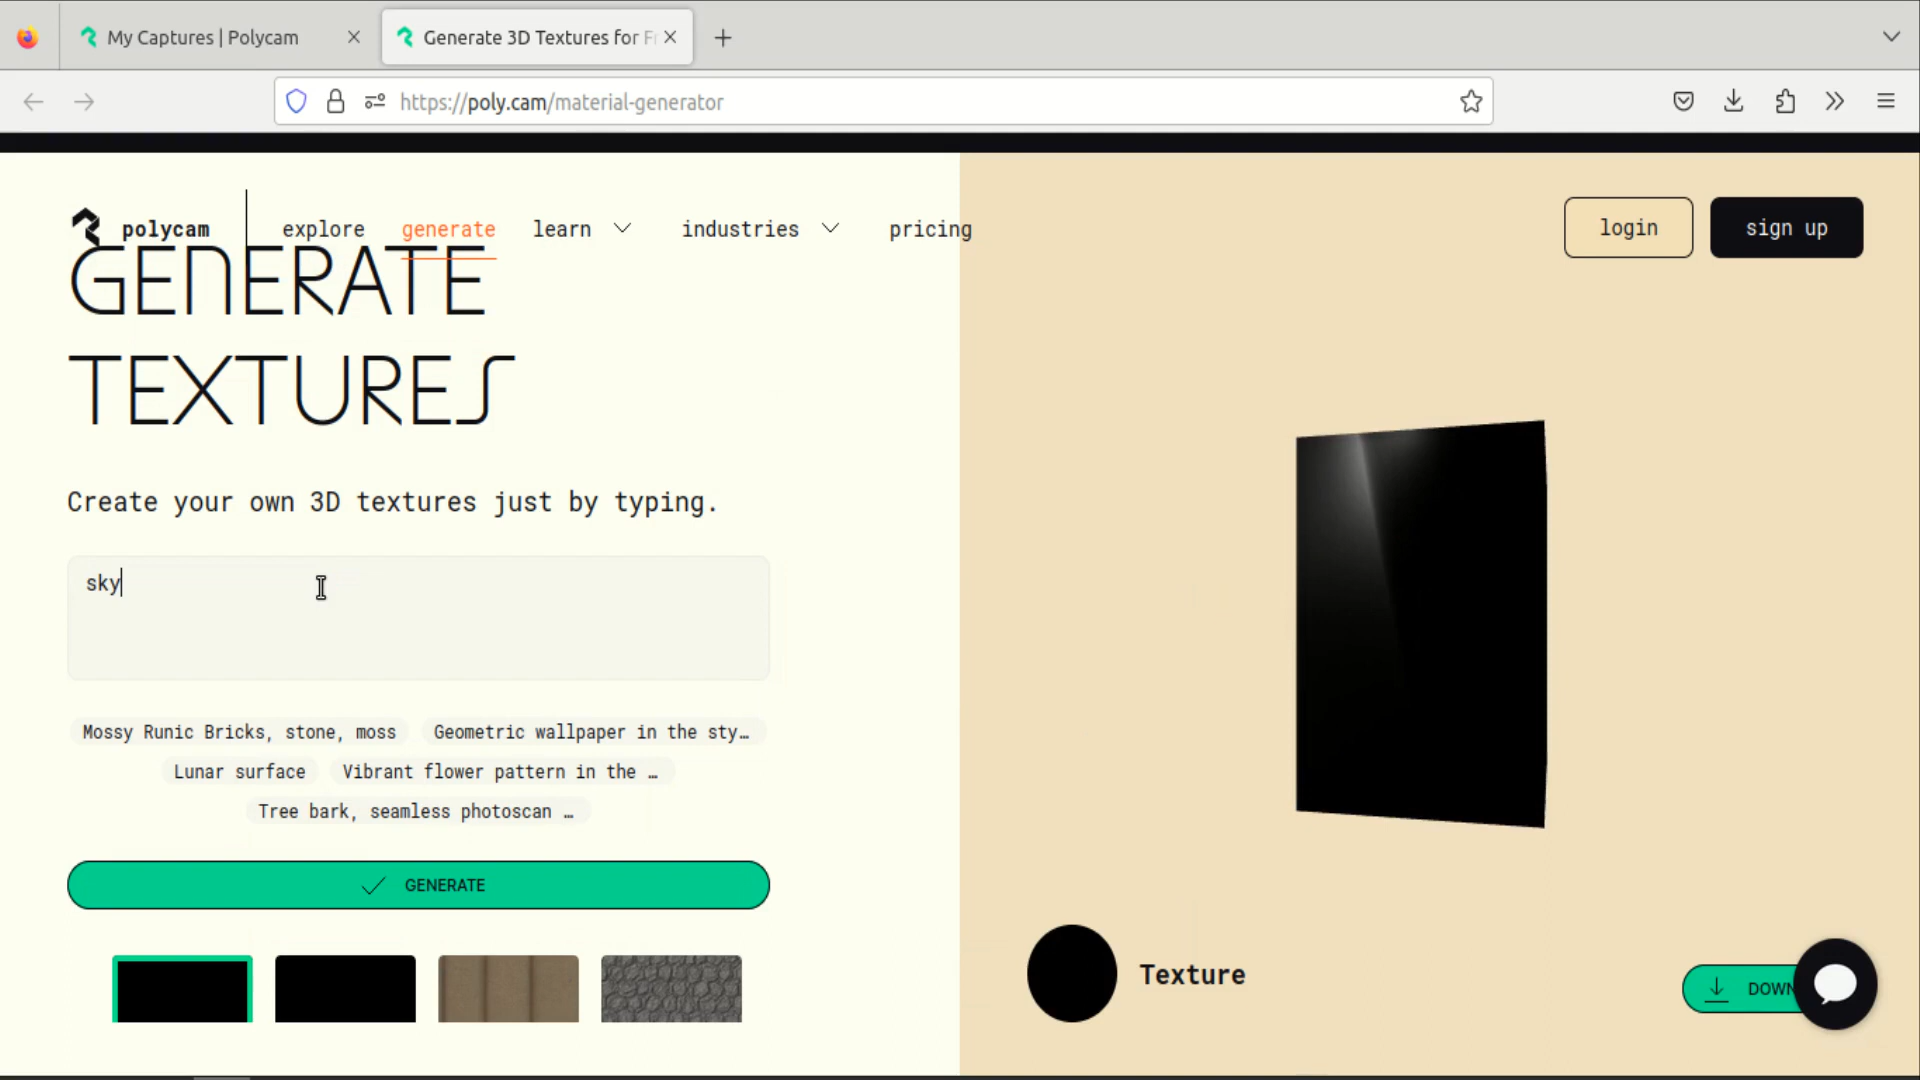 My Captures | Polycam
Generate 3D Textures for Fr
https://poly.cam/material-generator
polycam
explore
generate
learn
industries
pricing
login
sign up
GENERATE
TEXTURES
Create your own 3D textures just by typing.
sky
Mossy Runic Bricks, stone, moss
Geometric wallpaper in the sty…
Lunar surface
Vibrant flower pattern in the …
Tree bark, seamless photoscan …
GENERATE
Texture
DOWN